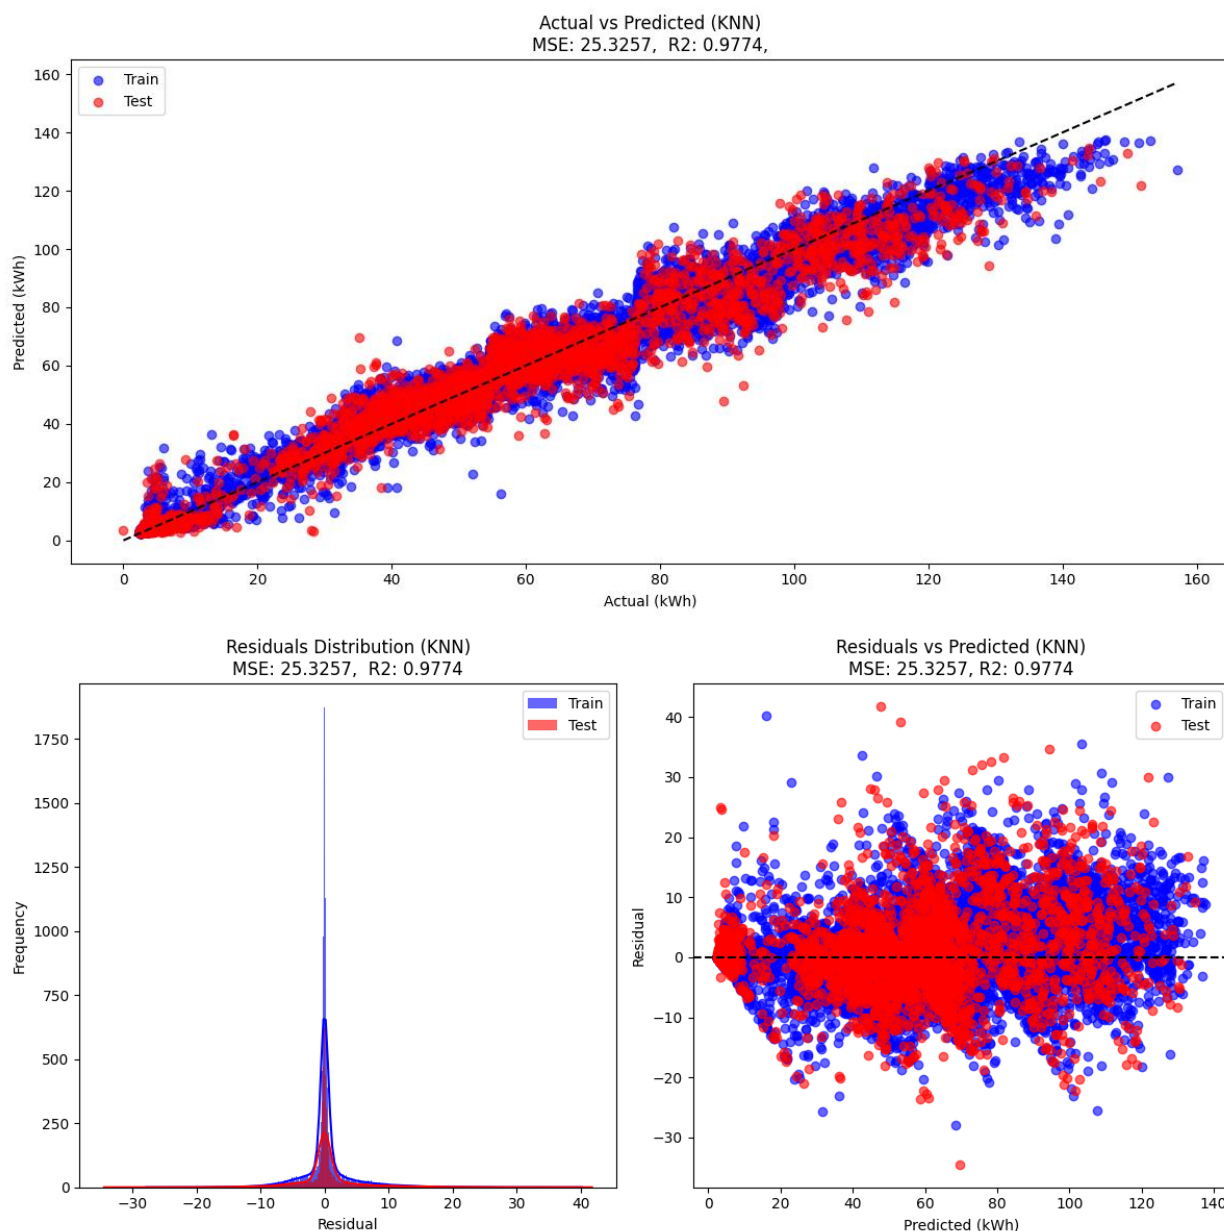 Actual vs Predicted (KNN)
MSE: 25.3257,  R2: 0.9774,
Train
Test
160
140
120
100
80
60
40
20
0
Predicted (kWh)
0
20
40
60
80
100
120
140
160
Actual (kWh)
Residuals Distribution (KNN)
MSE: 25.3257,  R2: 0.9774
Train
Test
1750
1500
1250
1000
750
500
250
0
Frequency
−30
−20
−10
0
10
20
30
40
Residual
Residuals vs Predicted (KNN)
MSE: 25.3257, R2: 0.9774
Train
Test
40
30
20
10
0
−10
−20
−30
Residual
0
20
40
60
80
100
120
140
Predicted (kWh)